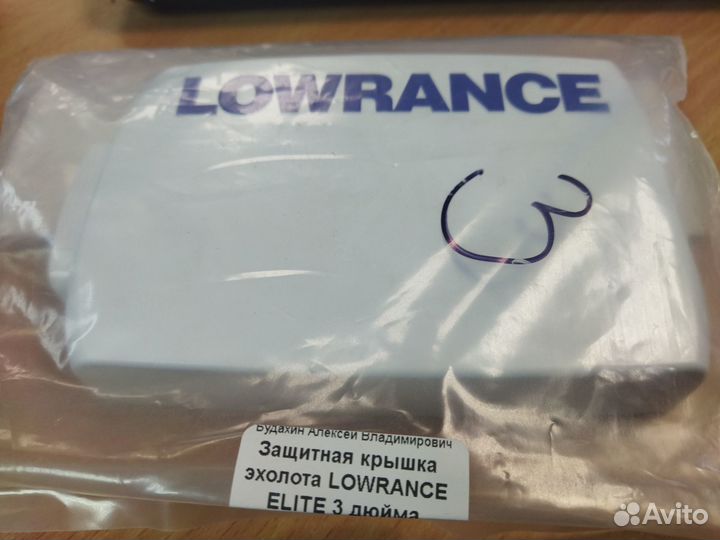 LOWRANCE
3
Будахин Алексей Владимирович
Защитная крышка
эхолота LOWRANCE
ELITE 3 дюйма
Avito